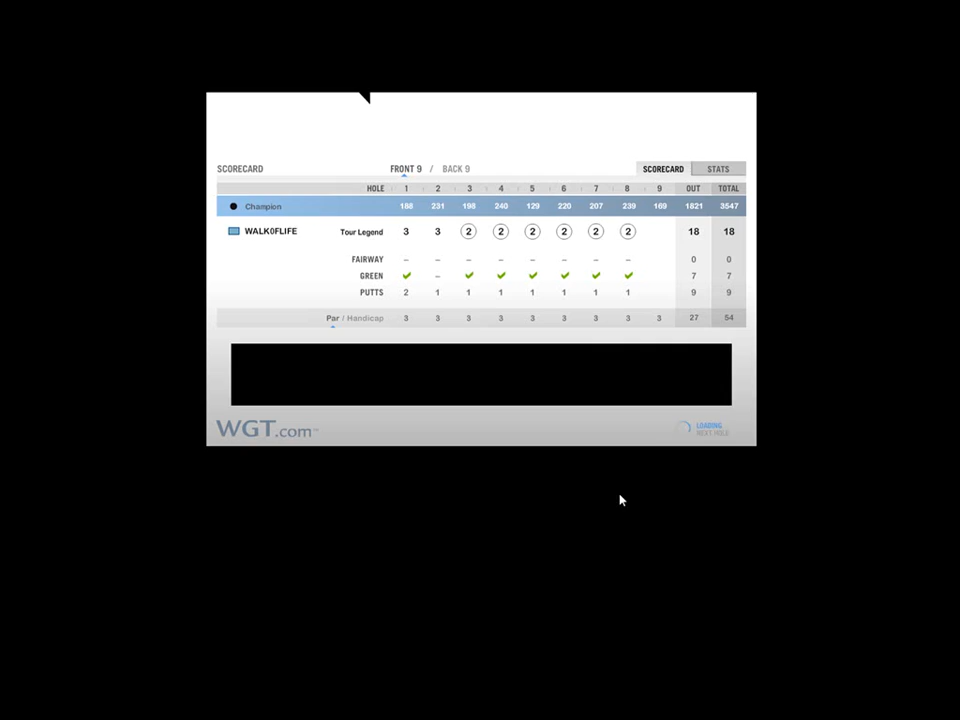 SCORECARD FRONT 9 / BACK 9 SCORECARD STATS
HOLE 1 2 3 4 5 6 7 8 9 OUT TOTAL
Champion 188 231 198 240 129 220 207 239 169 1821 3547
WALK0FLIFE Tour Legend 3 3 2 2 2 2 2 2 18 18
FAIRWAY – – – – – – – – 0 0
GREEN – 7 7
PUTTS 2 1 1 1 1 1 1 1 9 9
Par / Handicap 3 3 3 3 3 3 3 3 3 27 54
WGT.com
LOADING
NEXT HOLE